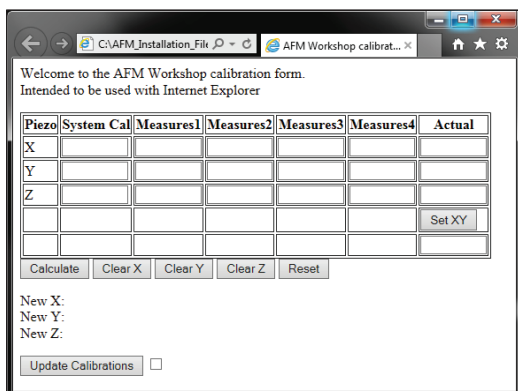 C:\AFM_Installation_File
AFM Workshop calibrat... ×
Welcome to the AFM Workshop calibration form.
Intended to be used with Internet Explorer
Piezo System Cal Measures1 Measures2 Measures3 Measures4 Actual
X
Y
Z
Set XY
Calculate Clear X Clear Y Clear Z Reset
New X:
New Y:
New Z:
Update Calibrations